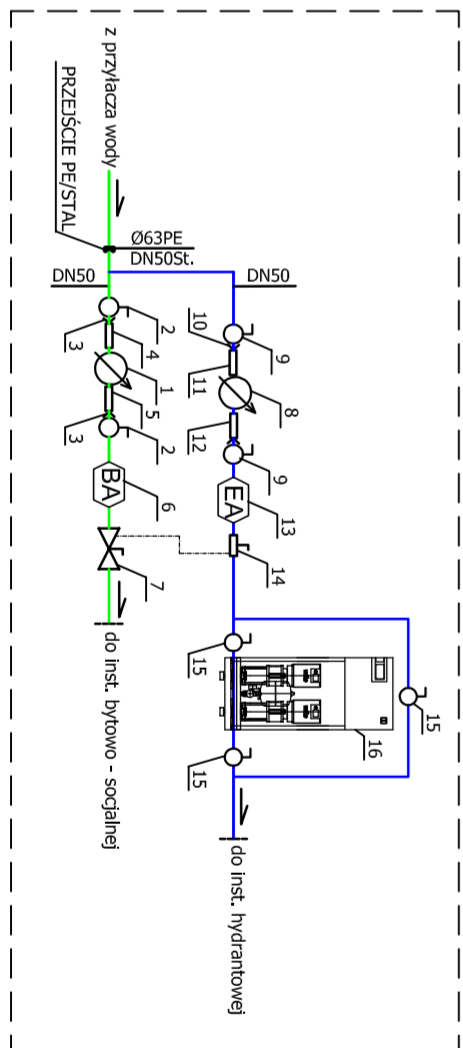 z przyłącza wody
PRZEJŚCIE PE/STAL
Ø63PE
DN50St.
DN50
DN50
2
3
4
1
5
3
2
BA
6
7
do inst. bytowo - socjalnej
9
10
11
8
12
9
EA
13
14
15
15
16
15
do inst. hydrantowej